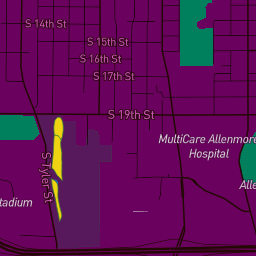 S 14th St
S 15th St
S 16th St
S 17th St
S 19th St
MultiCare Allenmore
Hospital
S Tyler St
Alle
tadium